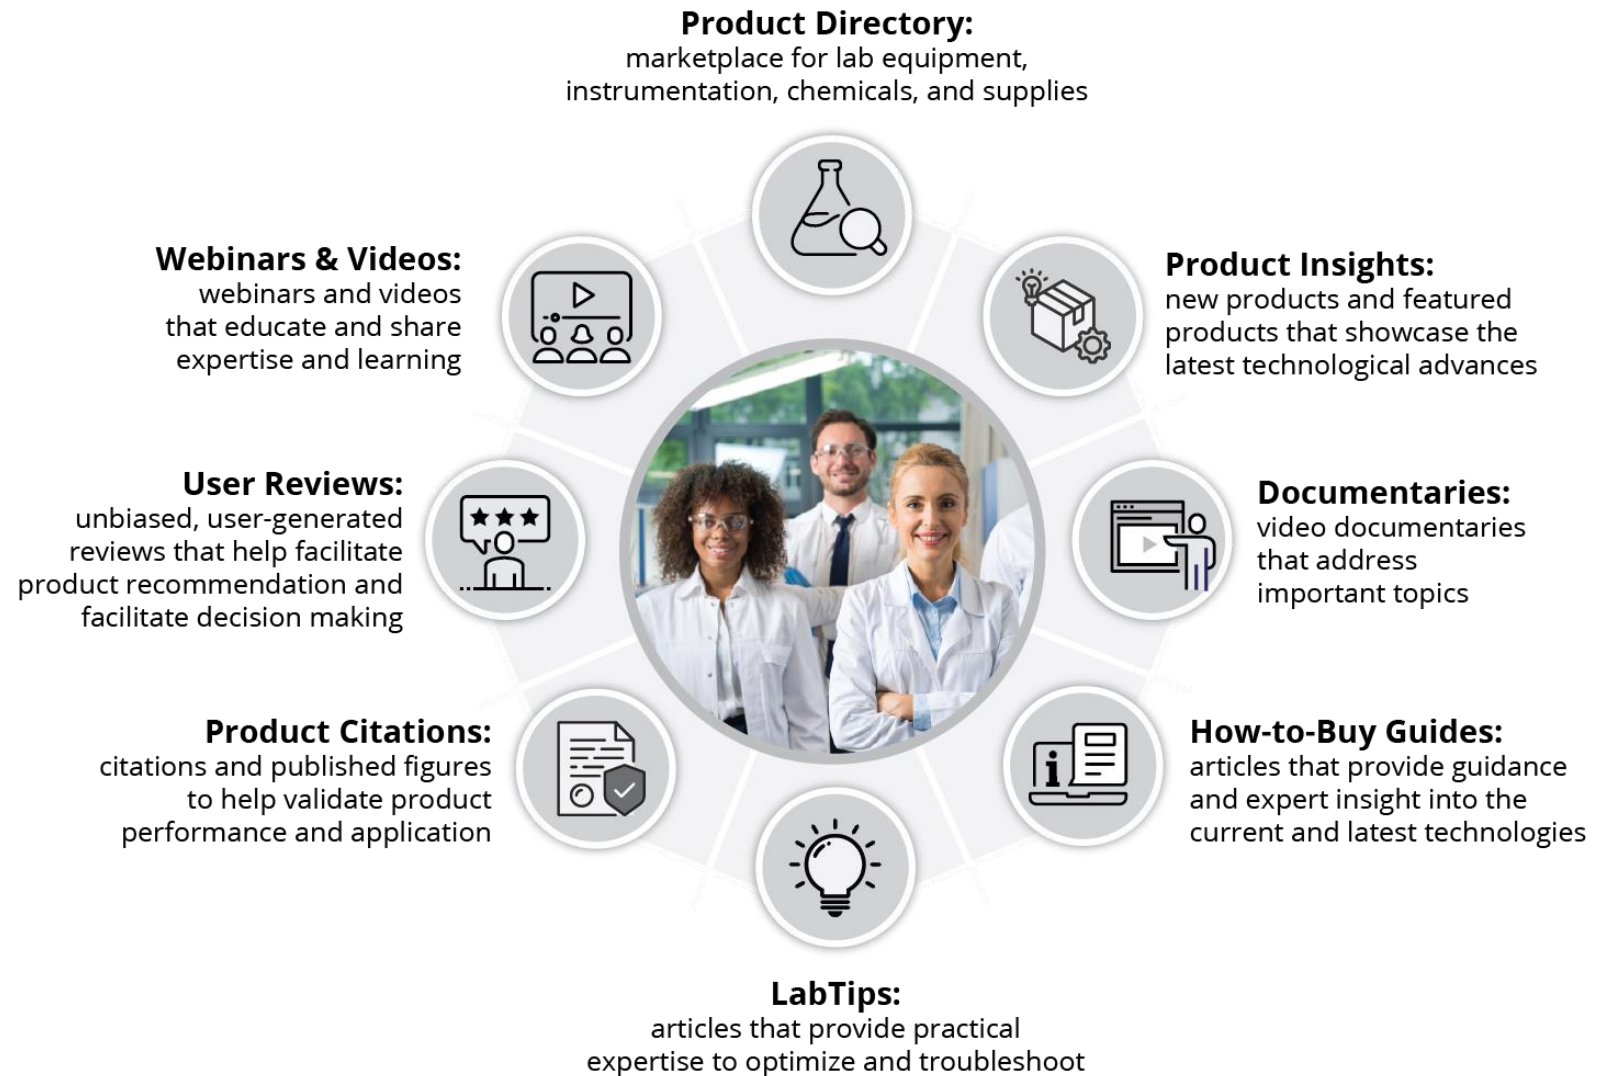 Product Directory:
marketplace for lab equipment,
instrumentation, chemicals, and supplies
Webinars & Videos:
webinars and videos
that educate and share
expertise and learning
Product Insights:
new products and featured
products that showcase the
latest technological advances
User Reviews:
unbiased, user-generated
reviews that help facilitate
product recommendation and
facilitate decision making
Documentaries:
video documentaries
that address
important topics
Product Citations:
citations and published figures
to help validate product
performance and application
How-to-Buy Guides:
articles that provide guidance
and expert insight into the
current and latest technologies
LabTips:
articles that provide practical
expertise to optimize and troubleshoot